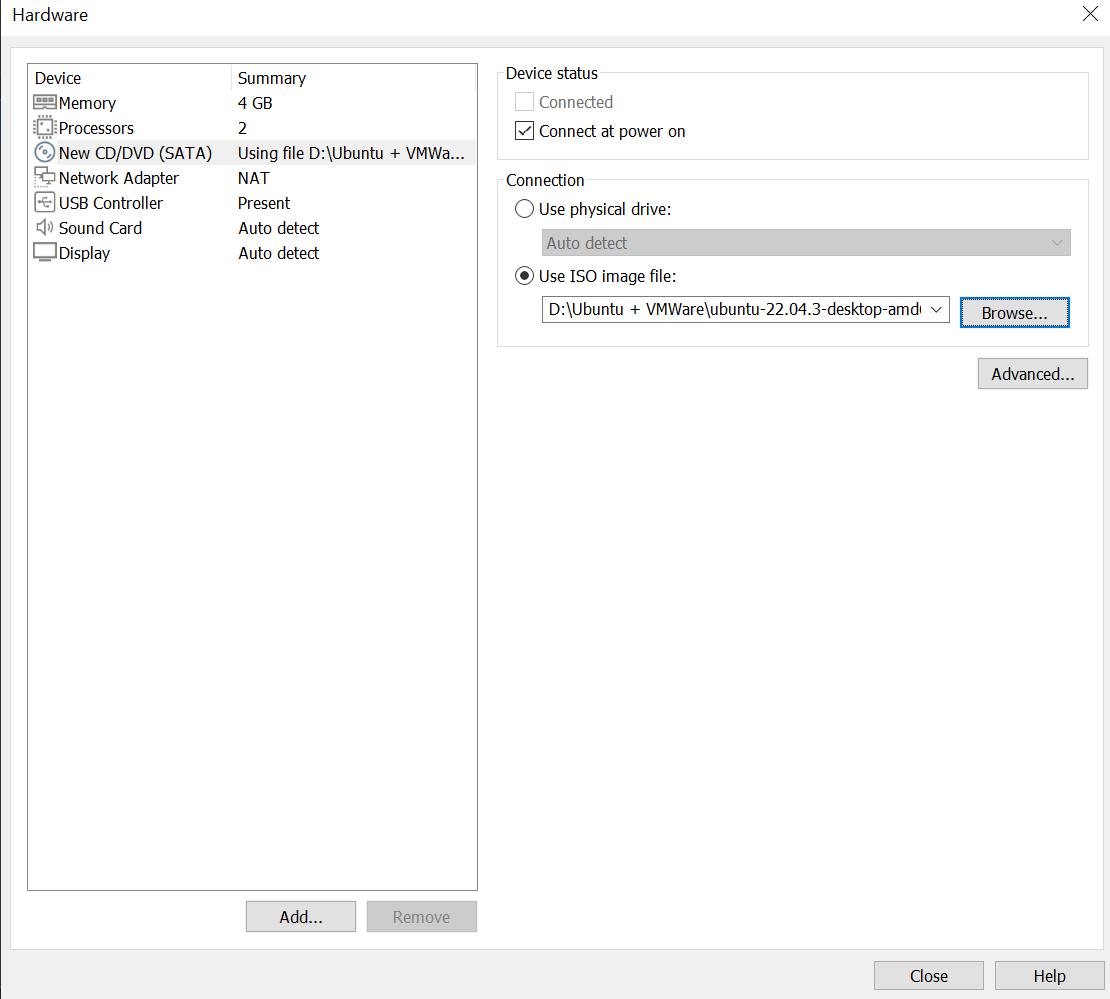 Hardware
Device Summary
Memory 4 GB
Processors 2
New CD/DVD (SATA) Using file D:\Ubuntu + VMWa...
Network Adapter NAT
USB Controller Present
Sound Card Auto detect
Display Auto detect
Add... Remove
Device status
Connected
Connect at power on
Connection
Use physical drive:
Auto detect
Use ISO image file:
D:\Ubuntu + VMWare\ubuntu-22.04.3-desktop-amd Browse...
Advanced...
Close Help